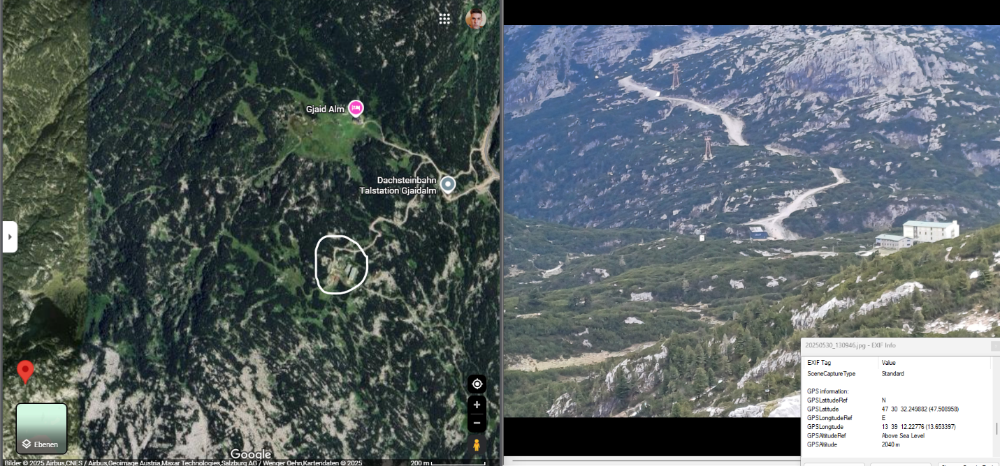 Gjaid Alm
Dachsteinbahn
Talstation Gjaidalm
Ebenen
Google
Bilder © 2025 Airbus,CNES / Airbus,Geoimage Austria,Maxar Technologies,Salzburg AG / Wenger Oehn,Kartendaten © 2025
200 m
20250530_130946.jpg - EXIF Info
EXIF Tag Value
SceneCaptureType Standard
GPS information:
GPSLatitudeRef N
GPSLatitude 47 30 32.249882 (47.508958)
GPSLongitudeRef E
GPSLongitude 13 39 12.22776 (13.653397)
GPSAltitudeRef Above Sea Level
GPSAltitude 2040 m